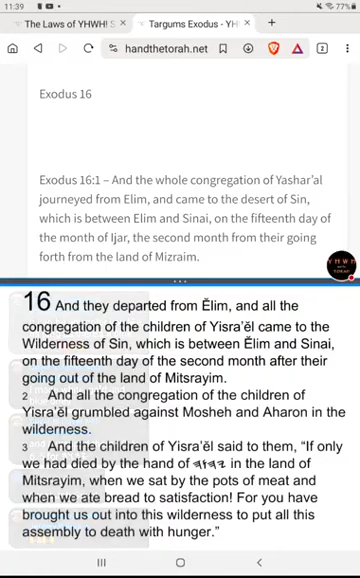 11:39
77%
The Laws of YHWH! S
Targums Exodus - YH
handthetorah.net
2
Exodus 16
Exodus 16:1 – And the whole congregation of Yashar’al
journeyed from Elim, and came to the desert of Sin,
which is between Elim and Sinai, on the fifteenth day of
the month of Ijar, the second month from their going
forth from the land of Mizraim.
YHWH
TORAH
16 And they departed from Ělim, and all the
congregation of the children of Yisra’ěl came to the
Wilderness of Sin, which is between Ělim and Sinai,
on the fifteenth day of the second month after their
going out of the land of Mitsrayim.
2 And all the congregation of the children of
Yisra’ěl grumbled against Mosheh and Aharon in the
wilderness.
3 And the children of Yisra’ěl said to them, “If only
we had died by the hand of 𐤉𐤄𐤅𐤄 in the land of
Mitsrayim, when we sat by the pots of meat and
when we ate bread to satisfaction! For you have
brought us out into this wilderness to put all this
assembly to death with hunger.”